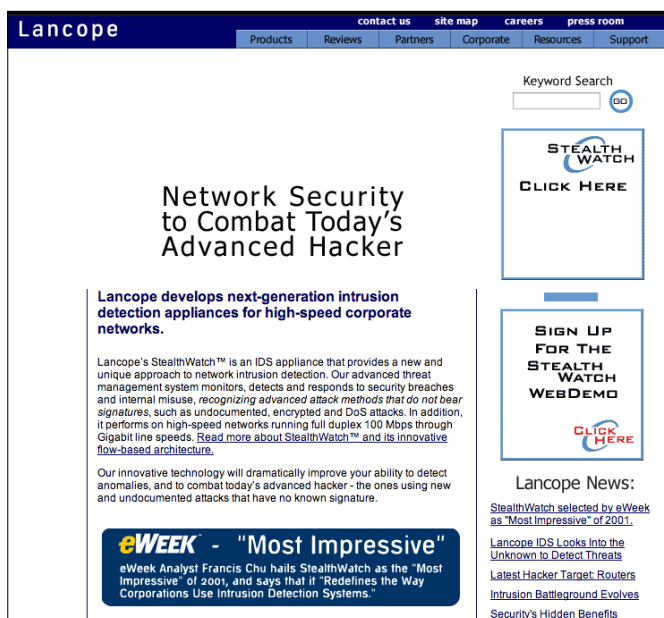 Lancope
contact us site map careers press room
Products Reviews Partners Corporate Resources Support
Keyword Search
GO
STEALTH
WATCH
CLICK HERE
Network Security
to Combat Today's
Advanced Hacker
Lancope develops next-generation intrusion
detection appliances for high-speed corporate
networks.
Lancope's StealthWatch™ is an IDS appliance that provides a new and
unique approach to network intrusion detection. Our advanced threat
management system monitors, detects and responds to security breaches
and internal misuse, recognizing advanced attack methods that do not bear
signatures, such as undocumented, encrypted and DoS attacks. In addition,
it performs on high-speed networks running full duplex 100 Mbps through
Gigabit line speeds. Read more about StealthWatch™ and its innovative
flow-based architecture.
Our innovative technology will dramatically improve your ability to detect
anomalies, and to combat today's advanced hacker - the ones using new
and undocumented attacks that have no known signature.
eWEEK - "Most Impressive"
eWeek Analyst Francis Chu hails StealthWatch as the "Most
Impressive" of 2001, and says that it "Redefines the Way
Corporations Use Intrusion Detection Systems."
SIGN UP
FOR THE
STEALTH
WATCH
WEBDEMO
CLICK
HERE
Lancope News:
StealthWatch selected by eWeek
as "Most Impressive" of 2001.
Lancope IDS Looks Into the
Unknown to Detect Threats
Latest Hacker Target: Routers
Intrusion Battleground Evolves
Security's Hidden Benefits